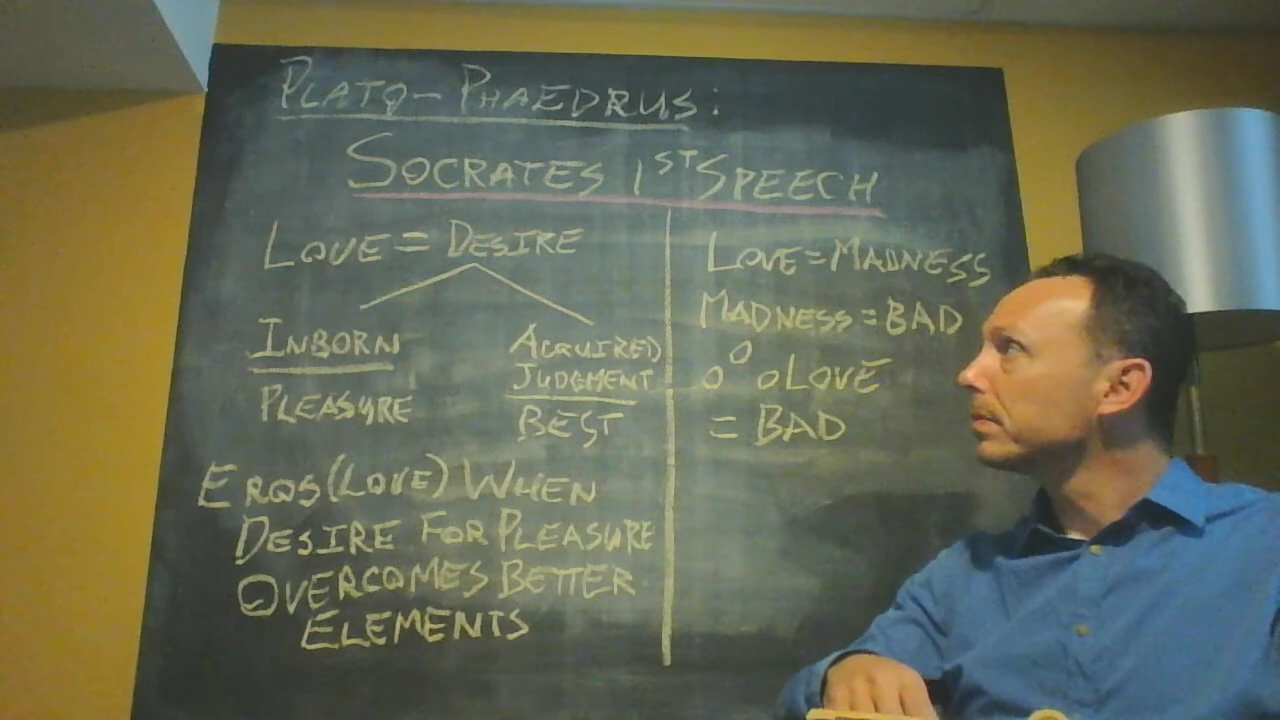 PLATO-PHAEDRUS:
SOCRATES 1ST SPEECH
LOVE = DESIRE
INBORN
PLEASURE
ACQUIRED
JUDGMENT
BEST
EROS (LOVE) WHEN
DESIRE FOR PLEASURE
OVERCOMES BETTER
ELEMENTS
LOVE=MADNESS
MADNESS=BAD
∴ LOVE
= BAD